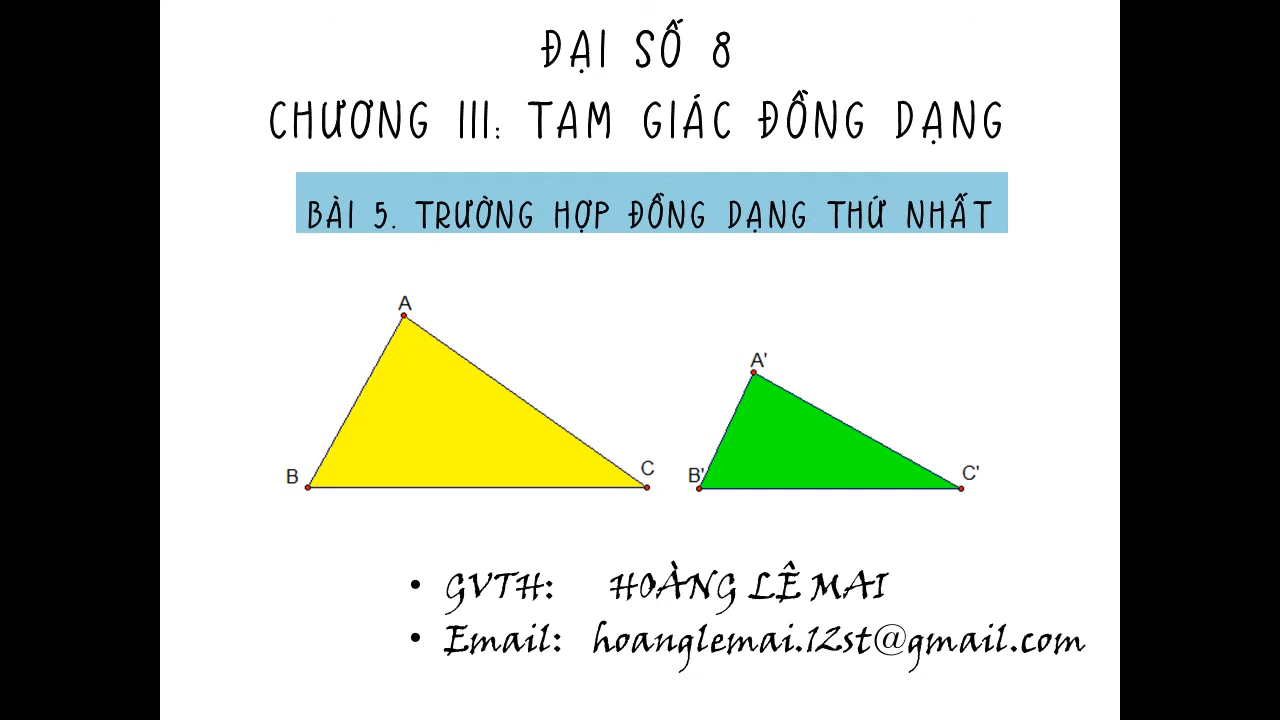 ĐẠI SỐ 8
CHƯƠNG III: TAM GIÁC ĐỒNG DẠNG
BÀI 5. TRƯỜNG HỢP ĐỒNG DẠNG THỨ NHẤT
A
A'
B
C
B'
C'
• GVTH: HOÀNG LÊ MAI
• Email: hoanglemai.12st@gmail.com